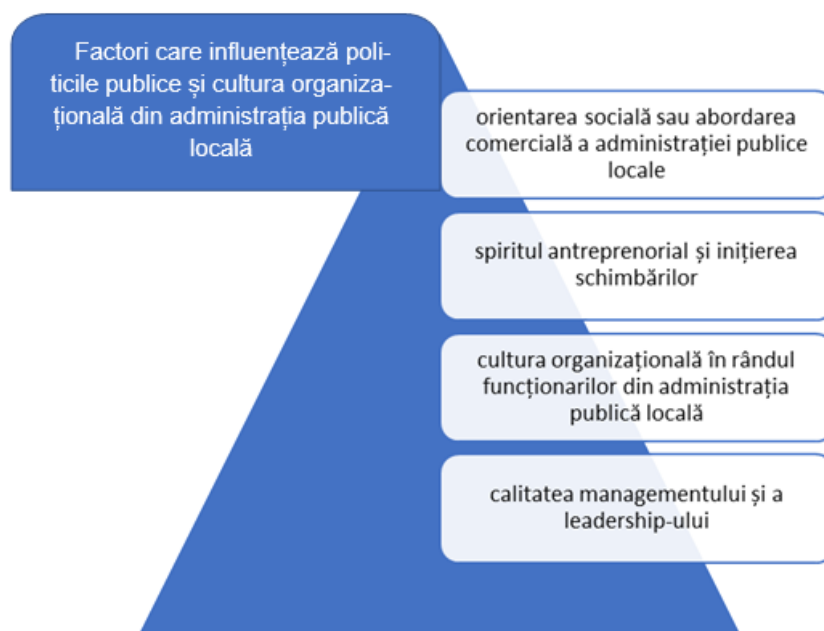 Factori care influențează poli-
ticile publice și cultura organiza-
țională din administrația publică
locală
orientarea socială sau abordarea
comercială a administrației publice
locale
spiritul antreprenorial și inițierea
schimbărilor
cultura organizațională în rândul
funcționarilor din administrația
publică locală
calitatea managementului și a
leadership-ului